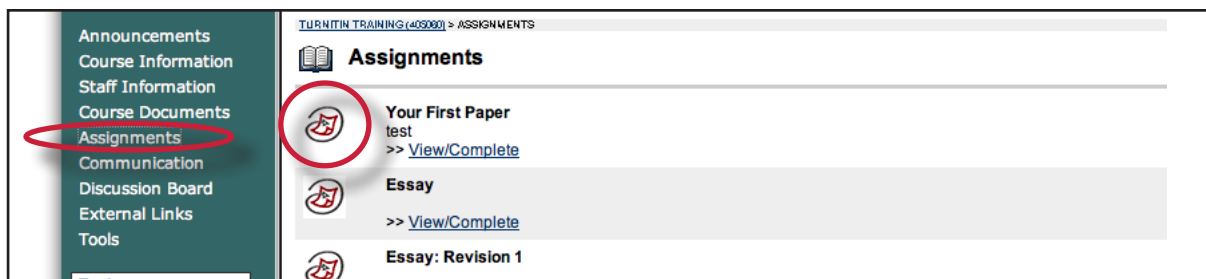 Announcements
Course Information
Staff Information
Course Documents
Assignments
Communication
Discussion Board
External Links
Tools
TURNITIN TRAINING (405060) > ASSIGNMENTS
Assignments
Your First Paper
test
>> View/Complete
Essay
>> View/Complete
Essay: Revision 1